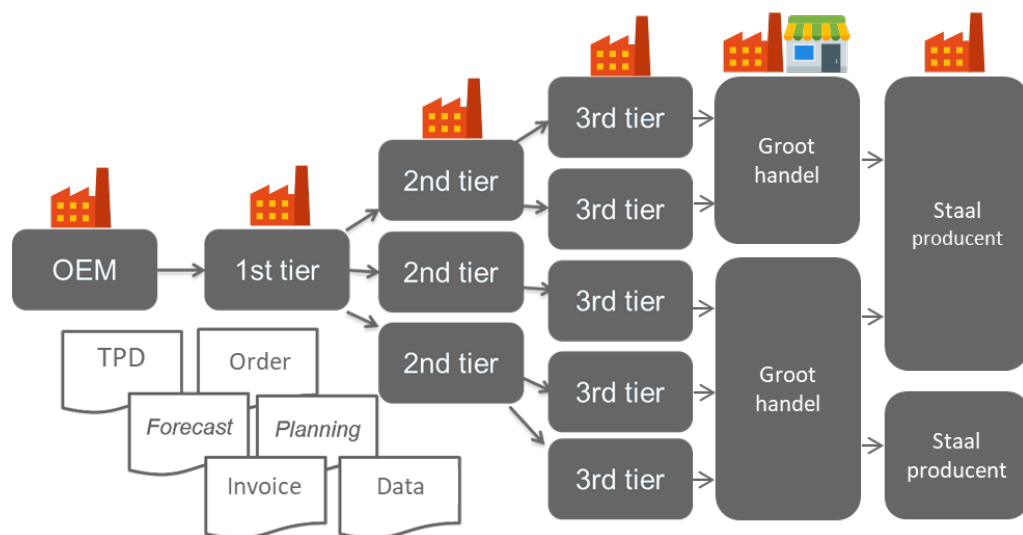 OEM
1st tier
2nd tier
2nd tier
2nd tier
3rd tier
3rd tier
3rd tier
3rd tier
3rd tier
Groot
handel
Groot
handel
Staal
producent
Staal
producent
TPD
Order
Forecast
Planning
Invoice
Data